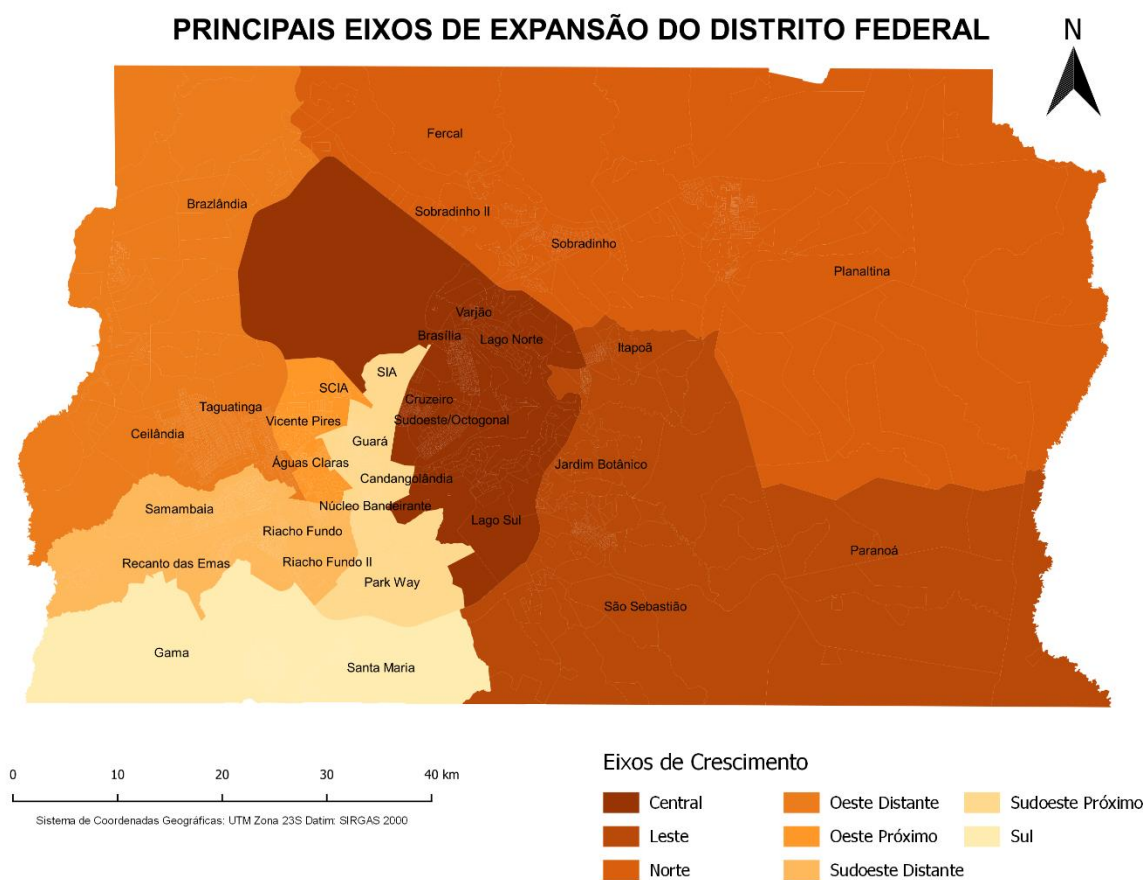 PRINCIPAIS EIXOS DE EXPANSÃO DO DISTRITO FEDERAL
N
Fercal
Brazlândia
Sobradinho II
Sobradinho
Planaltina
Varjão
Brasília
Lago Norte
Itapoã
SIA
SCIA
Cruzeiro
Taguatinga
Vicente Pires
Sudoeste/Octogonal
Ceilândia
Guará
Águas Claras
Jardim Botânico
Candangolândia
Samambaia
Núcleo Bandeirante
Lago Sul
Riacho Fundo
Paranoá
Recanto das Emas
Riacho Fundo II
Park Way
São Sebastião
Gama
Santa Maria
0 10 20 30 40 km
Sistema de Coordenadas Geográficas: UTM Zona 23S Datim: SIRGAS 2000
Eixos de Crescimento
Central
Leste
Norte
Oeste Distante
Oeste Próximo
Sudoeste Distante
Sudoeste Próximo
Sul